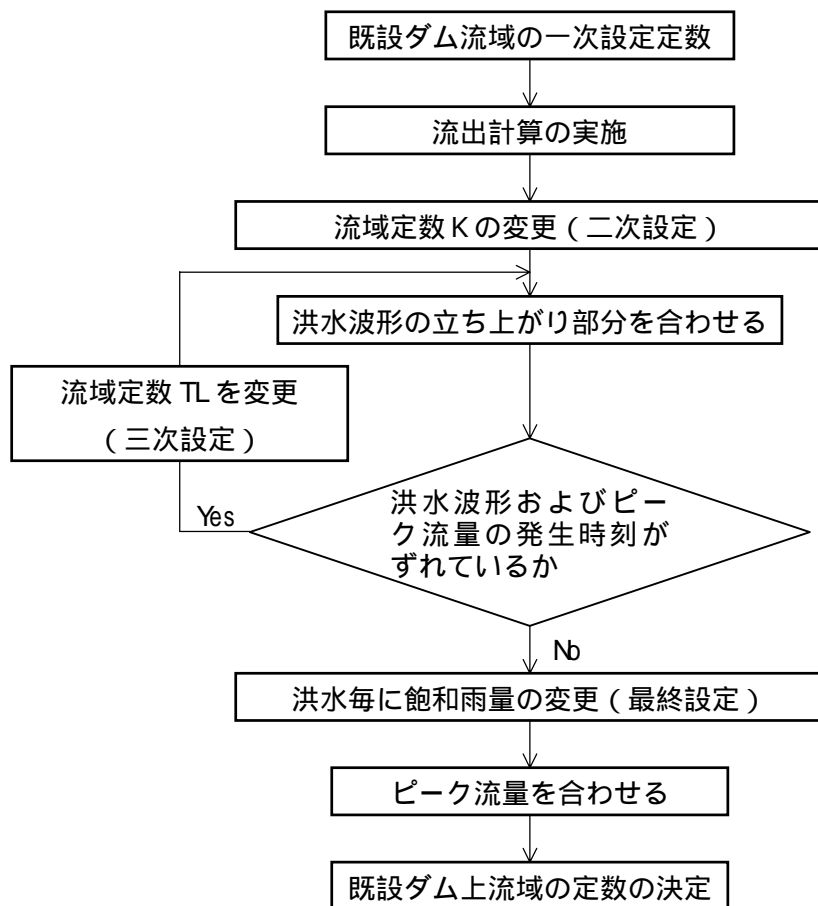 既設ダム流域の一次設定定数
流出計算の実施
流域定数Kの変更（二次設定）
洪水波形の立ち上がり部分を合わせる
流域定数TLを変更
（三次設定）
洪水波形およびピー
ク流量の発生時刻が
ずれているか
Yes
No
洪水毎に飽和雨量の変更（最終設定）
ピーク流量を合わせる
既設ダム上流域の定数の決定